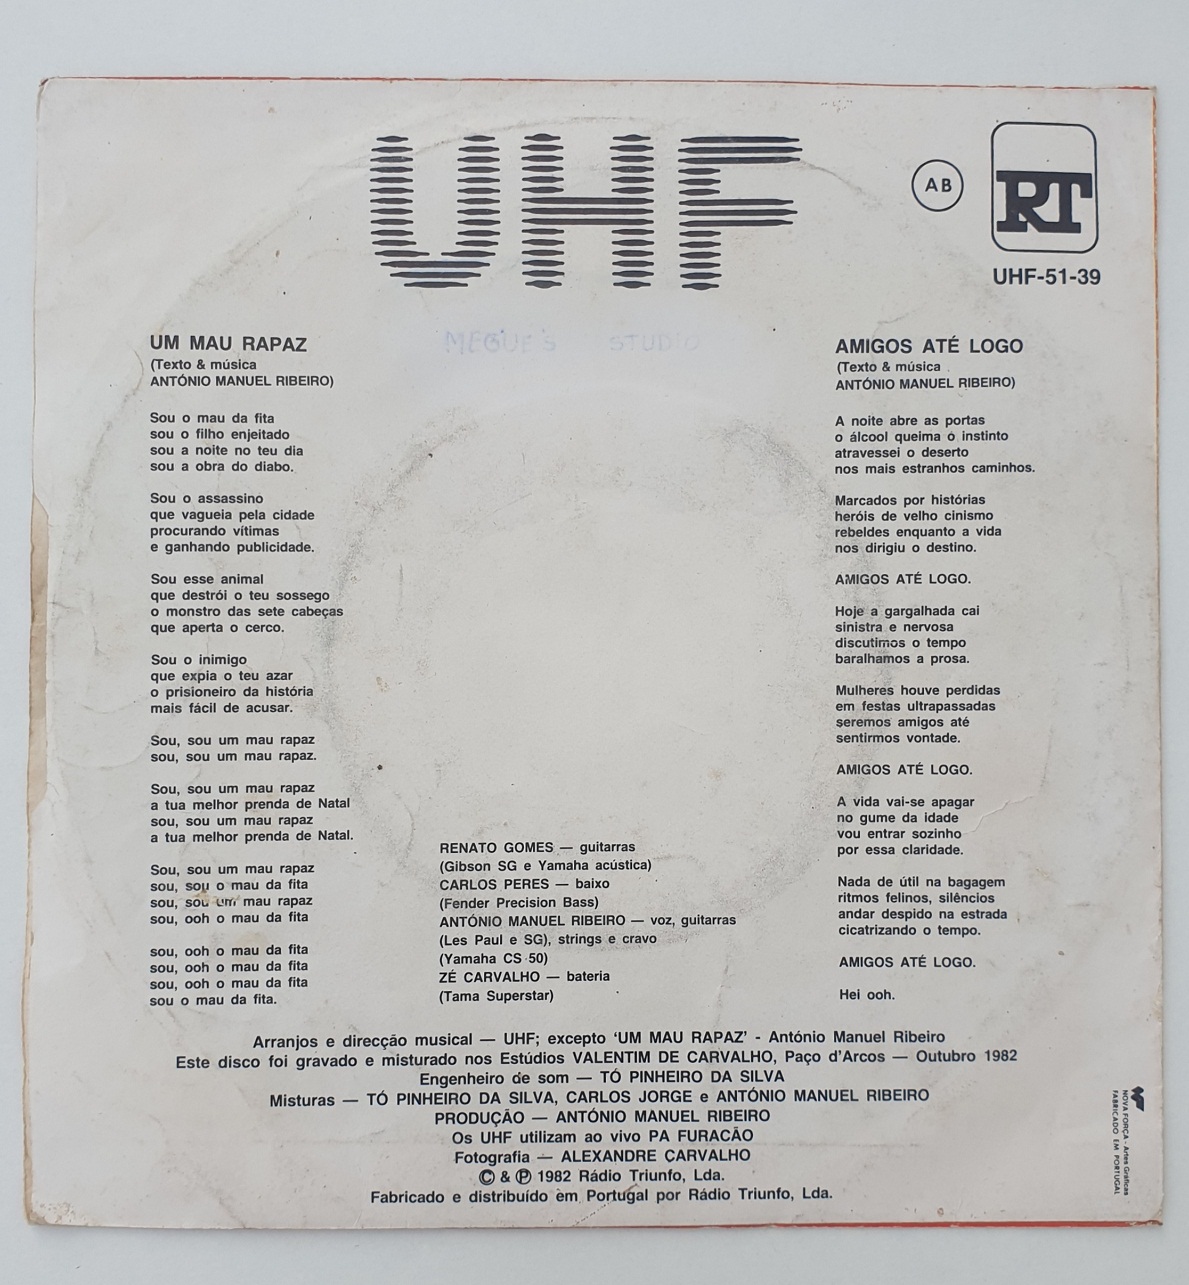 UHF
AB
RT
UHF-51-39
MEGUE'S STUDIO
UM MAU RAPAZ
(Texto & música
ANTÓNIO MANUEL RIBEIRO)
Sou o mau da fita
sou o filho enjeitado
sou a noite no teu dia
sou a obra do diabo.
Sou o assassino
que vagueia pela cidade
procurando vítimas
e ganhando publicidade.
Sou esse animal
que destrói o teu sossego
o monstro das sete cabeças
que aperta o cerco.
Sou o inimigo
que expia o teu azar
o prisioneiro da história
mais fácil de acusar.
Sou, sou um mau rapaz
sou, sou um mau rapaz.
Sou, sou um mau rapaz
a tua melhor prenda de Natal
sou, sou um mau rapaz
a tua melhor prenda de Natal.
Sou, sou um mau rapaz
sou, sou o mau da fita
sou, sou um mau rapaz
sou, ooh o mau da fita
sou, ooh o mau da fita
sou, ooh o mau da fita
sou, ooh o mau da fita
sou o mau da fita.
RENATO GOMES — guitarras
(Gibson SG e Yamaha acústica)
CARLOS PERES — baixo
(Fender Precision Bass)
ANTÓNIO MANUEL RIBEIRO — voz, guitarras
(Les Paul e SG), strings e cravo
(Yamaha CS 50)
ZÉ CARVALHO — bateria
(Tama Superstar)
AMIGOS ATÉ LOGO
(Texto & música
ANTÓNIO MANUEL RIBEIRO)
A noite abre as portas
o álcool queima o instinto
atravessei o deserto
nos mais estranhos caminhos.
Marcados por histórias
heróis de velho cinismo
rebeldes enquanto a vida
nos dirigiu o destino.
AMIGOS ATÉ LOGO.
Hoje a gargalhada cai
sinistra e nervosa
discutimos o tempo
baralhamos a prosa.
Mulheres houve perdidas
em festas ultrapassadas
seremos amigos até
sentirmos vontade.
AMIGOS ATÉ LOGO.
A vida vai-se apagar
no gume da idade
vou entrar sozinho
por essa claridade.
Nada de útil na bagagem
ritmos felinos, silêncios
andar despido na estrada
cicatrizando o tempo.
AMIGOS ATÉ LOGO.
Hei ooh.
Arranjos e direcção musical — UHF; excepto 'UM MAU RAPAZ' - António Manuel Ribeiro
Este disco foi gravado e misturado nos Estúdios VALENTIM DE CARVALHO, Paço d'Arcos — Outubro 1982
Engenheiro de som — TÓ PINHEIRO DA SILVA
Misturas — TÓ PINHEIRO DA SILVA, CARLOS JORGE e ANTÓNIO MANUEL RIBEIRO
PRODUÇÃO — ANTÓNIO MANUEL RIBEIRO
Os UHF utilizam ao vivo PA FURACÃO
Fotografia — ALEXANDRE CARVALHO
© & ℗ 1982 Rádio Triunfo, Lda.
Fabricado e distribuído em Portugal por Rádio Triunfo, Lda.
NOVA FORÇA - Artes Gráficas
FABRICADO EM PORTUGAL